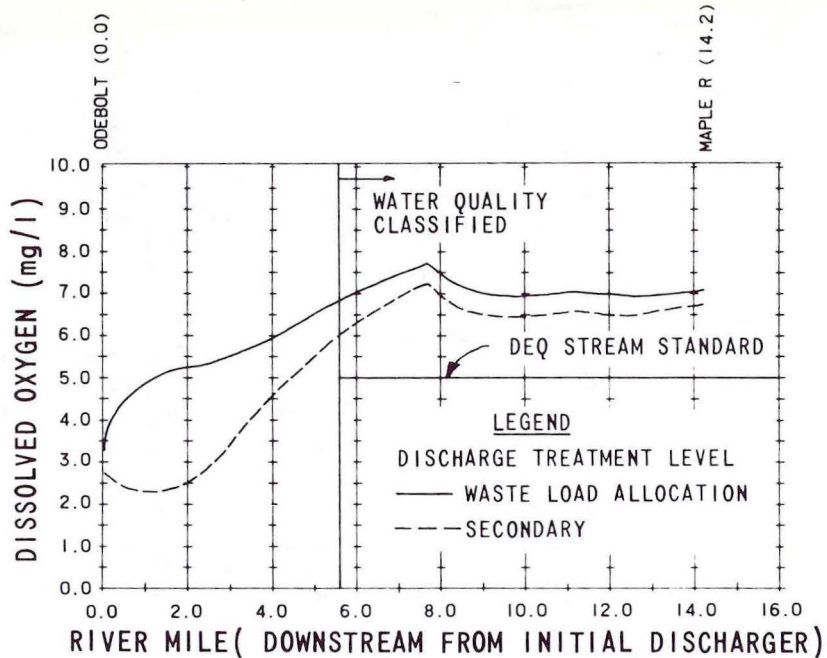 ODEBOLT (0.0)
MAPLE R (14.2)
10.0
9.0
8.0
7.0
6.0
5.0
4.0
3.0
2.0
1.0
0.0
DISSOLVED OXYGEN (mg/l)
WATER QUALITY
CLASSIFIED
DEQ STREAM STANDARD
LEGEND
DISCHARGE TREATMENT LEVEL
WASTE LOAD ALLOCATION
SECONDARY
0.0 2.0 4.0 6.0 8.0 10.0 12.0 14.0 16.0
RIVER MILE( DOWNSTREAM FROM INITIAL DISCHARGER)